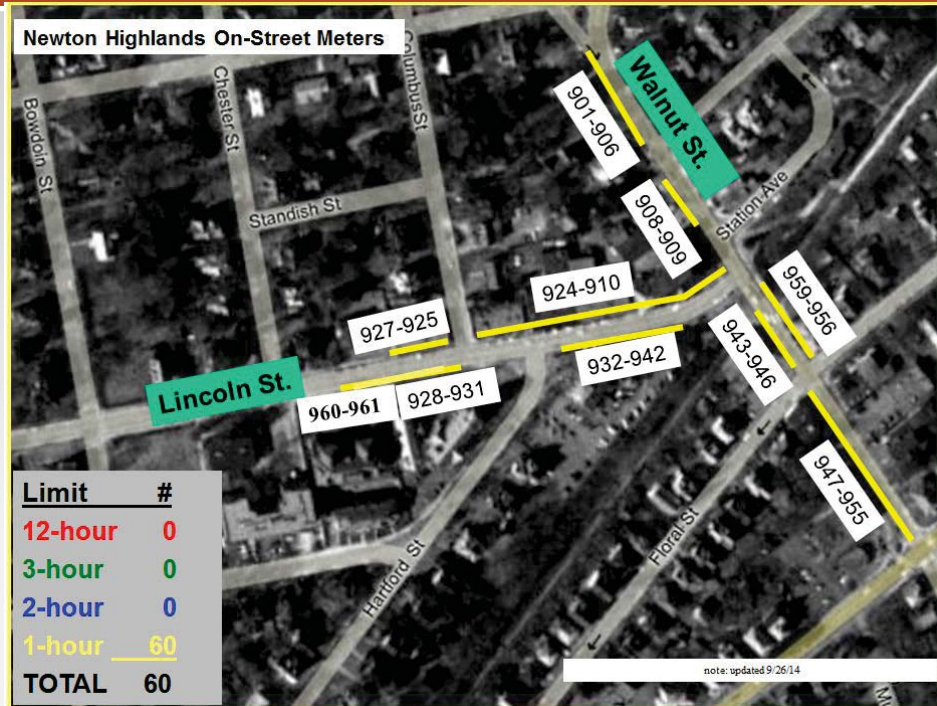 Newton Highlands On-Street Meters
Walnut St.
Columbus St
Chester St
Bowdoin St
901-906
Standish St
908-909
Station Ave
924-910
959-956
927-925
943-946
932-942
Lincoln St.
960-961
928-931
947-955
Hartford St
Floral St
Limit #
12-hour 0
3-hour 0
2-hour 0
1-hour 60
TOTAL 60
note: updated 9/26/14